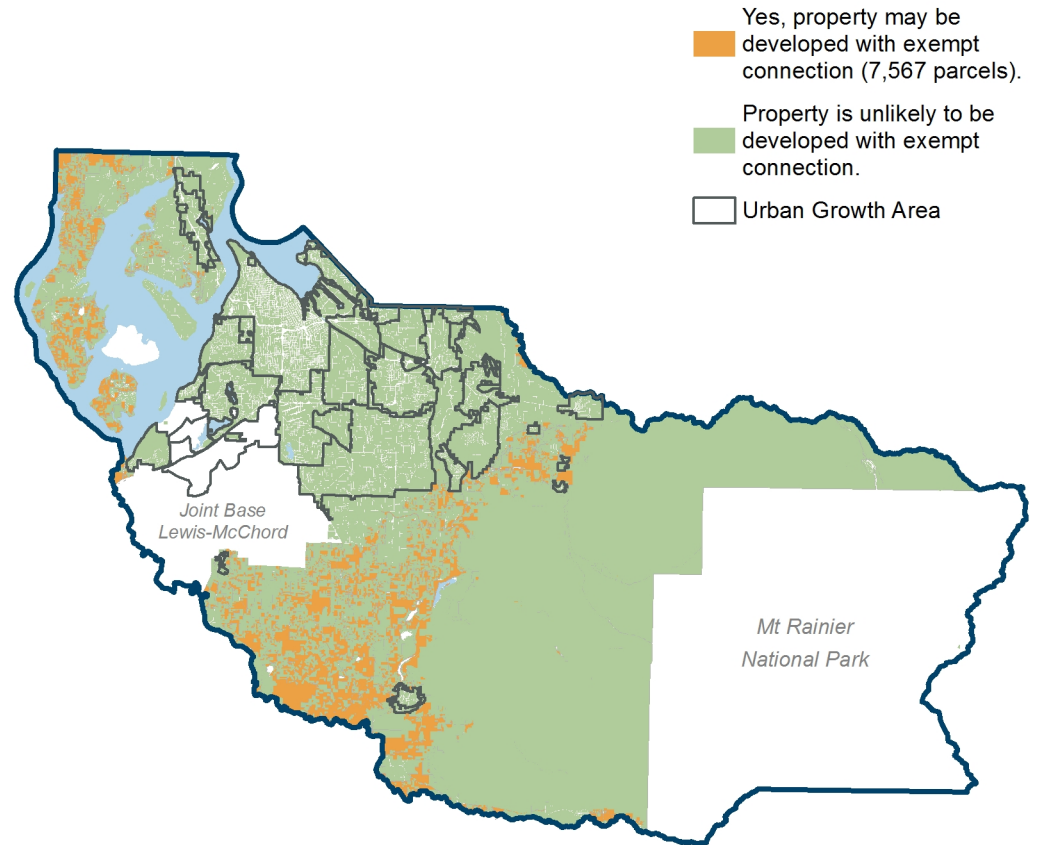 Yes, property may be
developed with exempt
connection (7,567 parcels).
Property is unlikely to be
developed with exempt
connection.
Urban Growth Area
Joint Base
Lewis-McChord
Mt Rainier
National Park